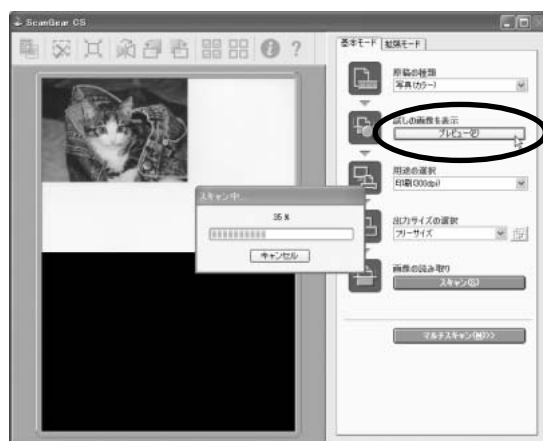 ScanGear CS
基本モード
拡張モード
原稿の種類
写真(カラー)
試しの画像を表示
プレビュー(P)
用途の選択
印刷(300dpi)
出力サイズの選択
フリーサイズ
画像の読み取り
スキャン(S)
マルチスキャン(M)>>
スキャン中...
35 %
キャンセル